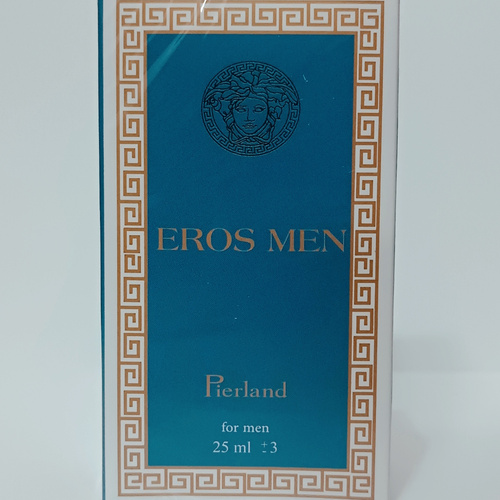 EROS MEN
Pierland
for men
25 ml ±3